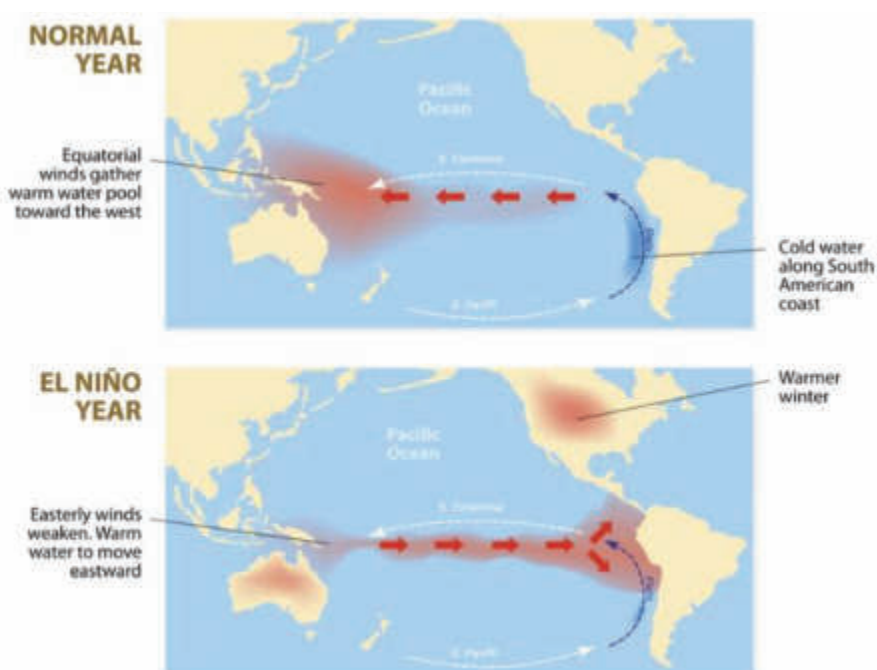 NORMAL
YEAR
Pacific
Ocean
Equatorial
winds gather
warm water pool
toward the west
Cold water
along South
American
coast
EL NIÑO
YEAR
Warmer
winter
Pacific
Ocean
Easterly winds
weaken. Warm
water to move
eastward